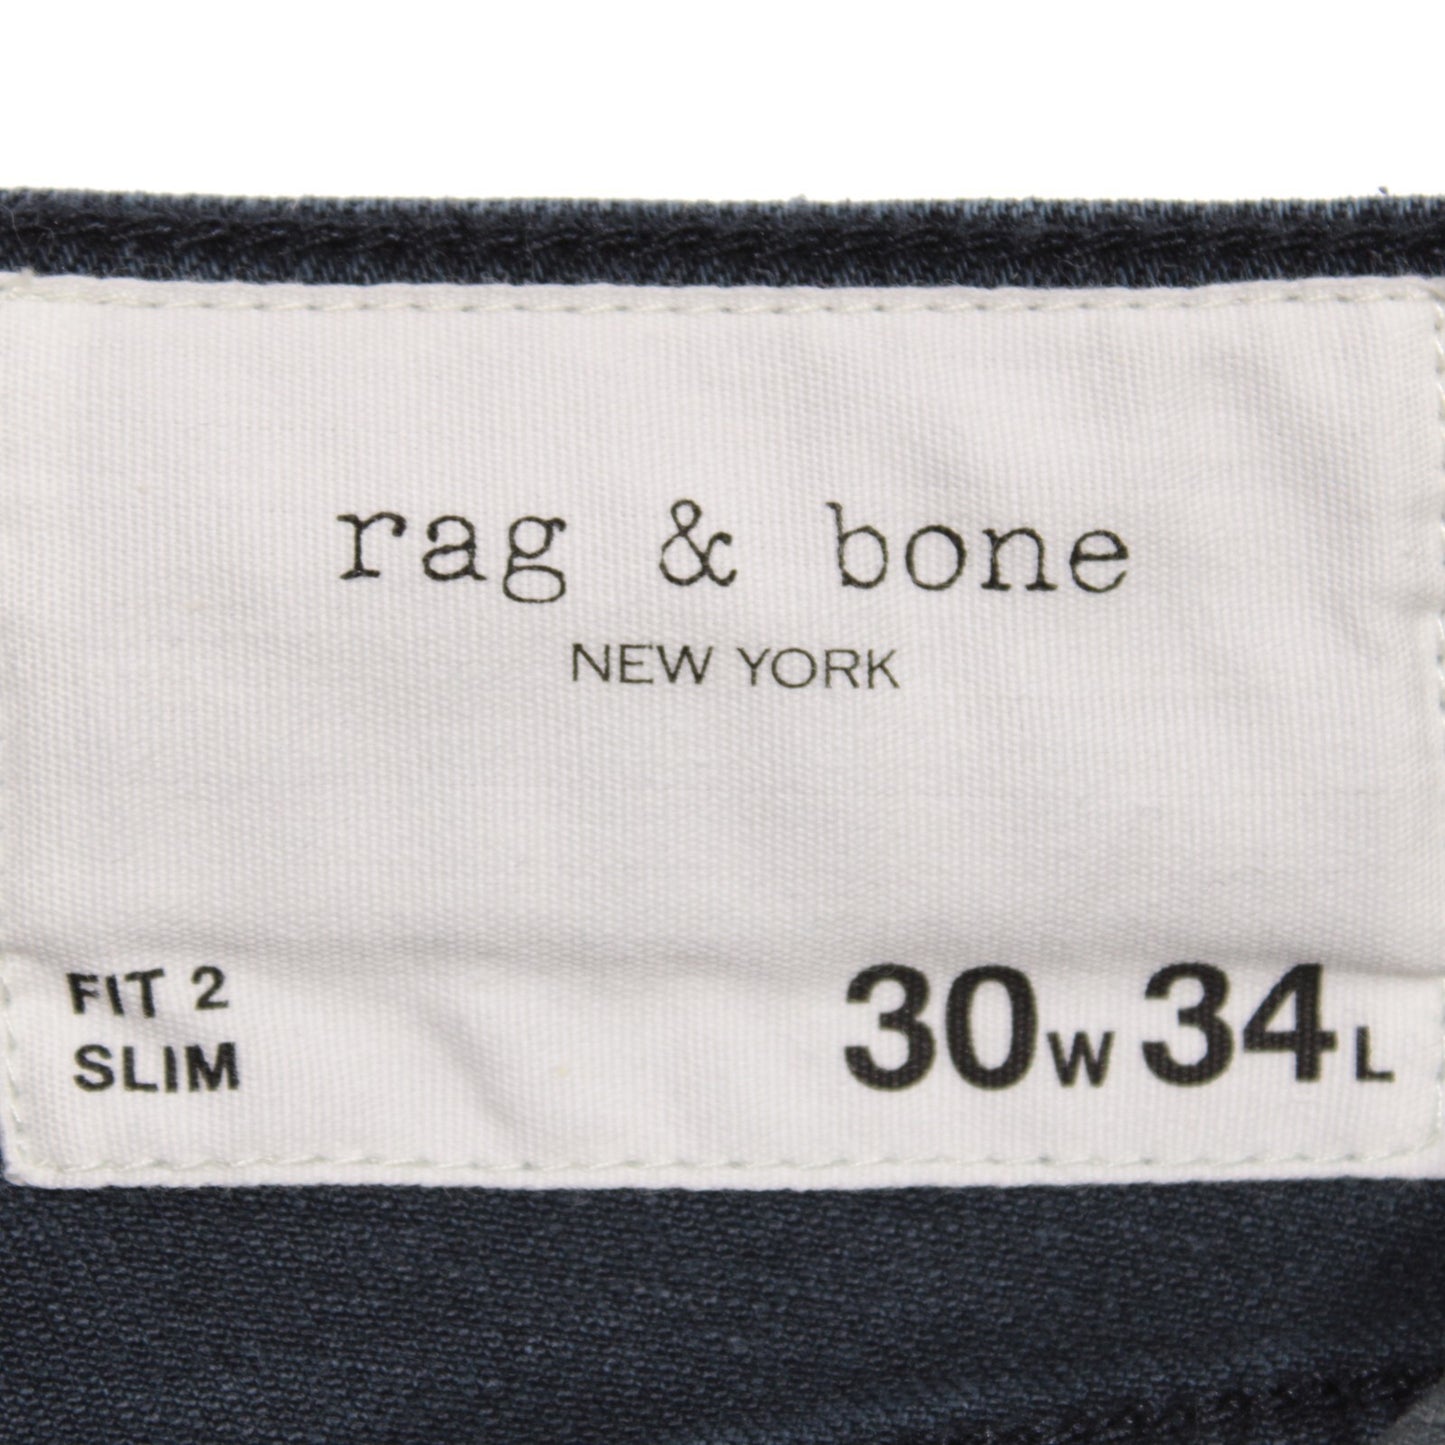 rag & bone
NEW YORK
FIT 2
SLIM
30W 34L